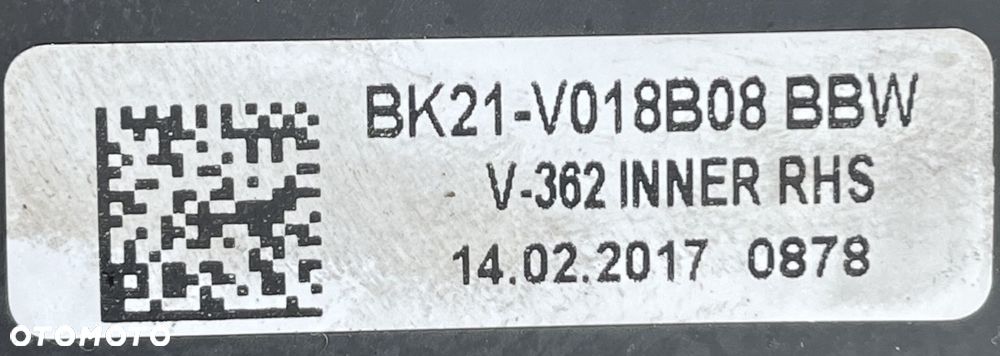 BK21-V018B08 BBW
V-362 INNER RHS
14.02.2017 0878
OTOMOTO